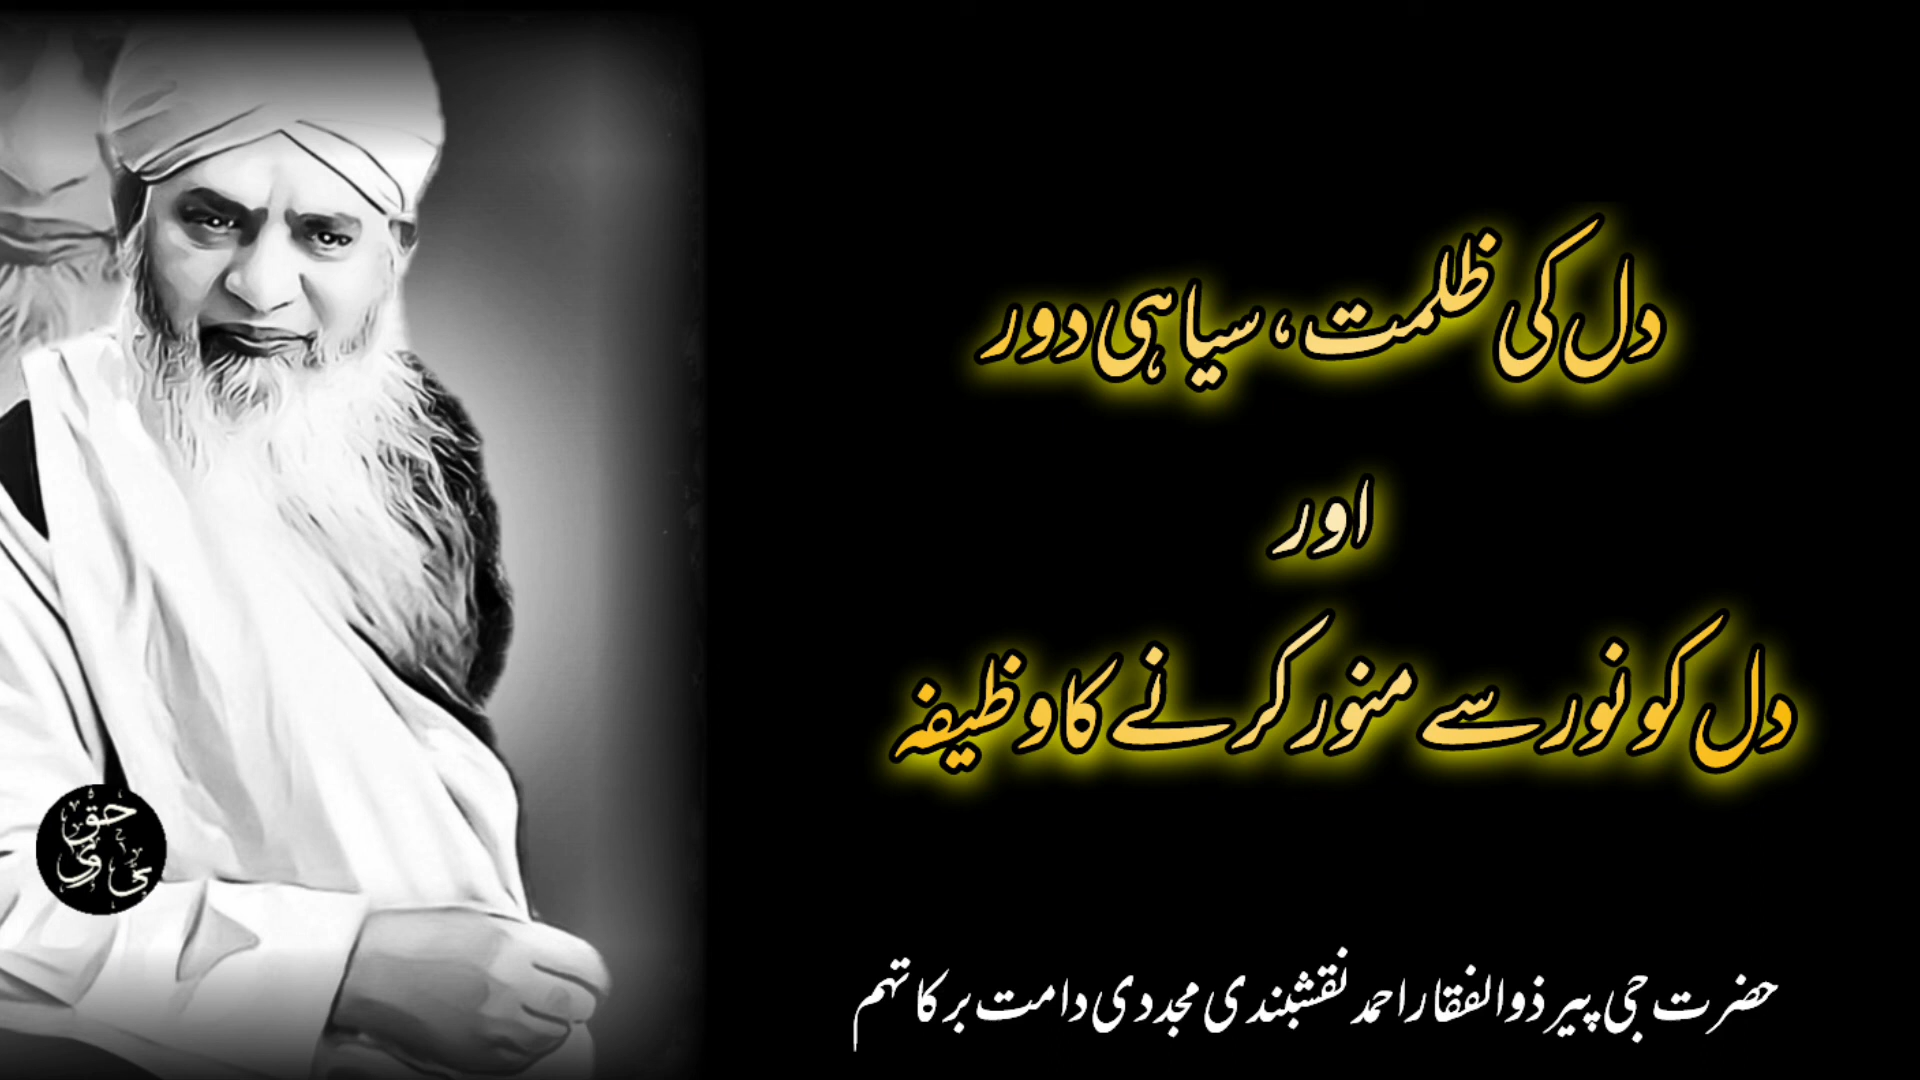 دل کی ظلمت، سیاہی دور
اور
دل کو نور سے منور کرنے کا وظیفہ
حضرت جی پیر ذوالفقار احمد نقشبندی مجددی دامت برکاتہم
حق